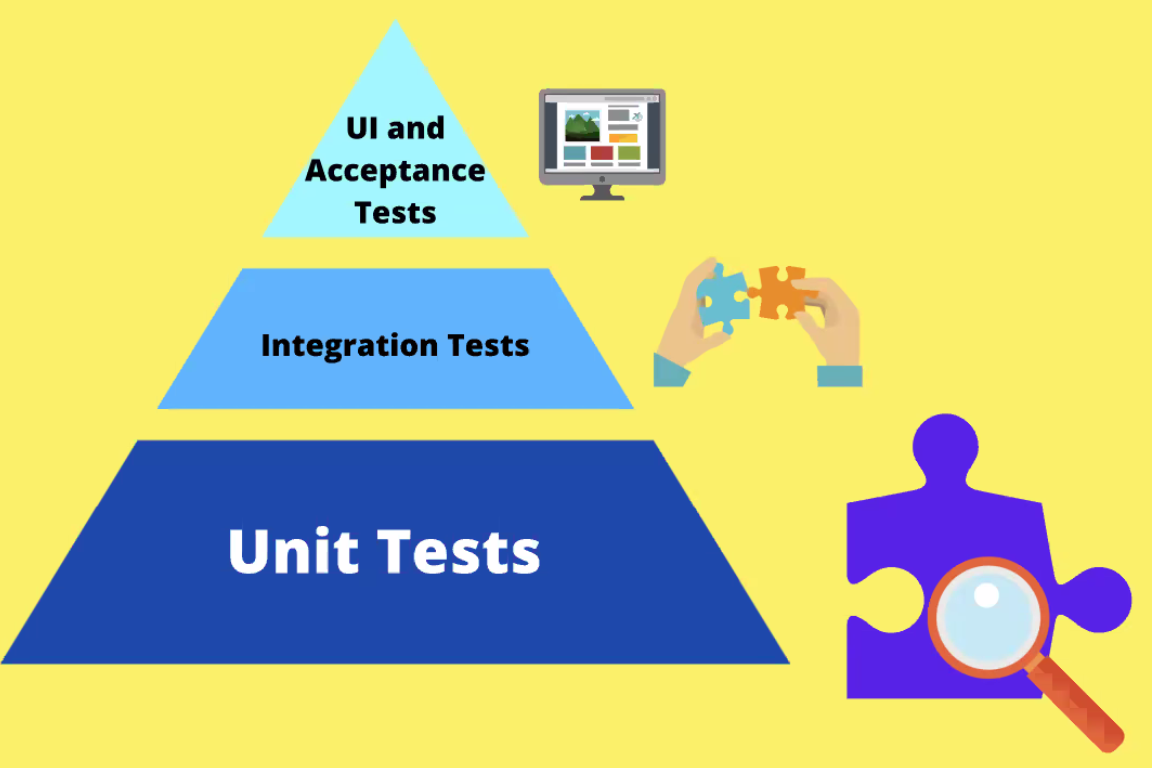 UI and
Acceptance
Tests
Integration Tests
Unit Tests